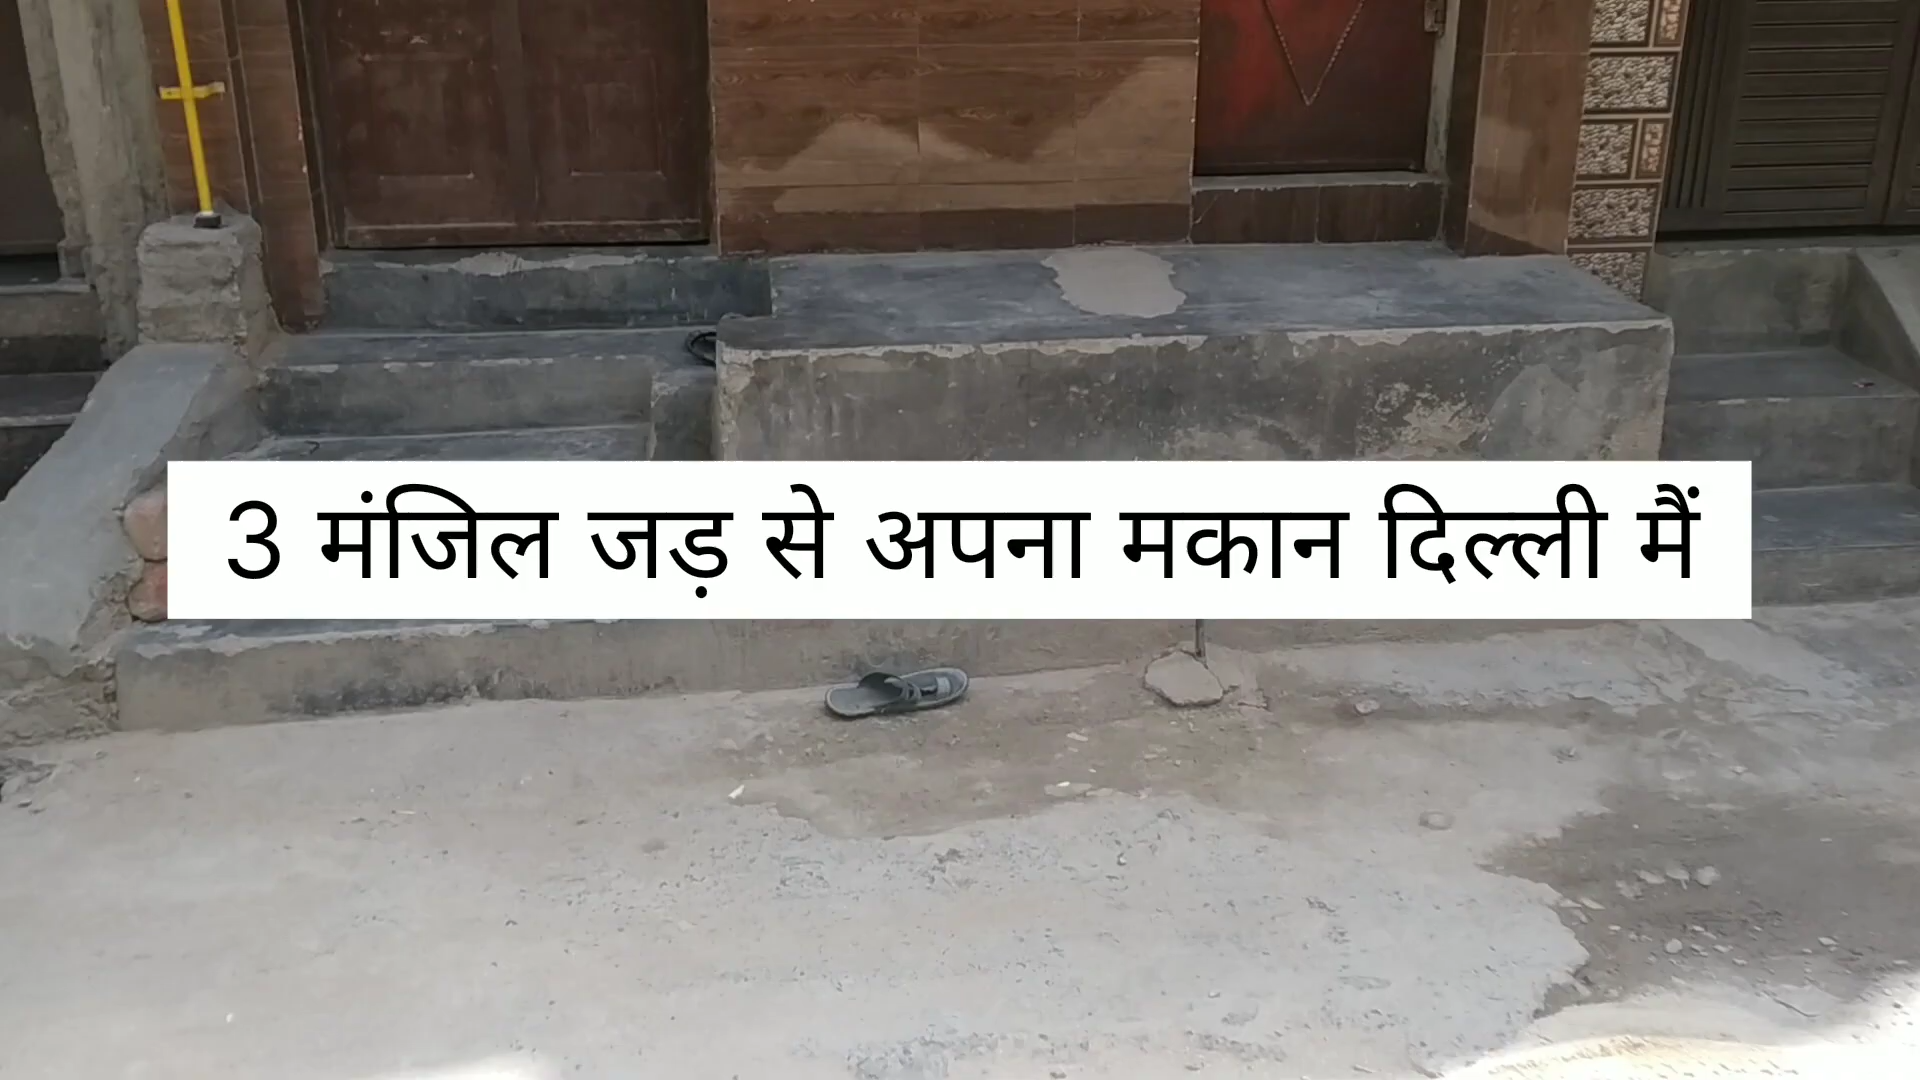 3 मंजिल जड़ से अपना मकान दिल्ली मैं